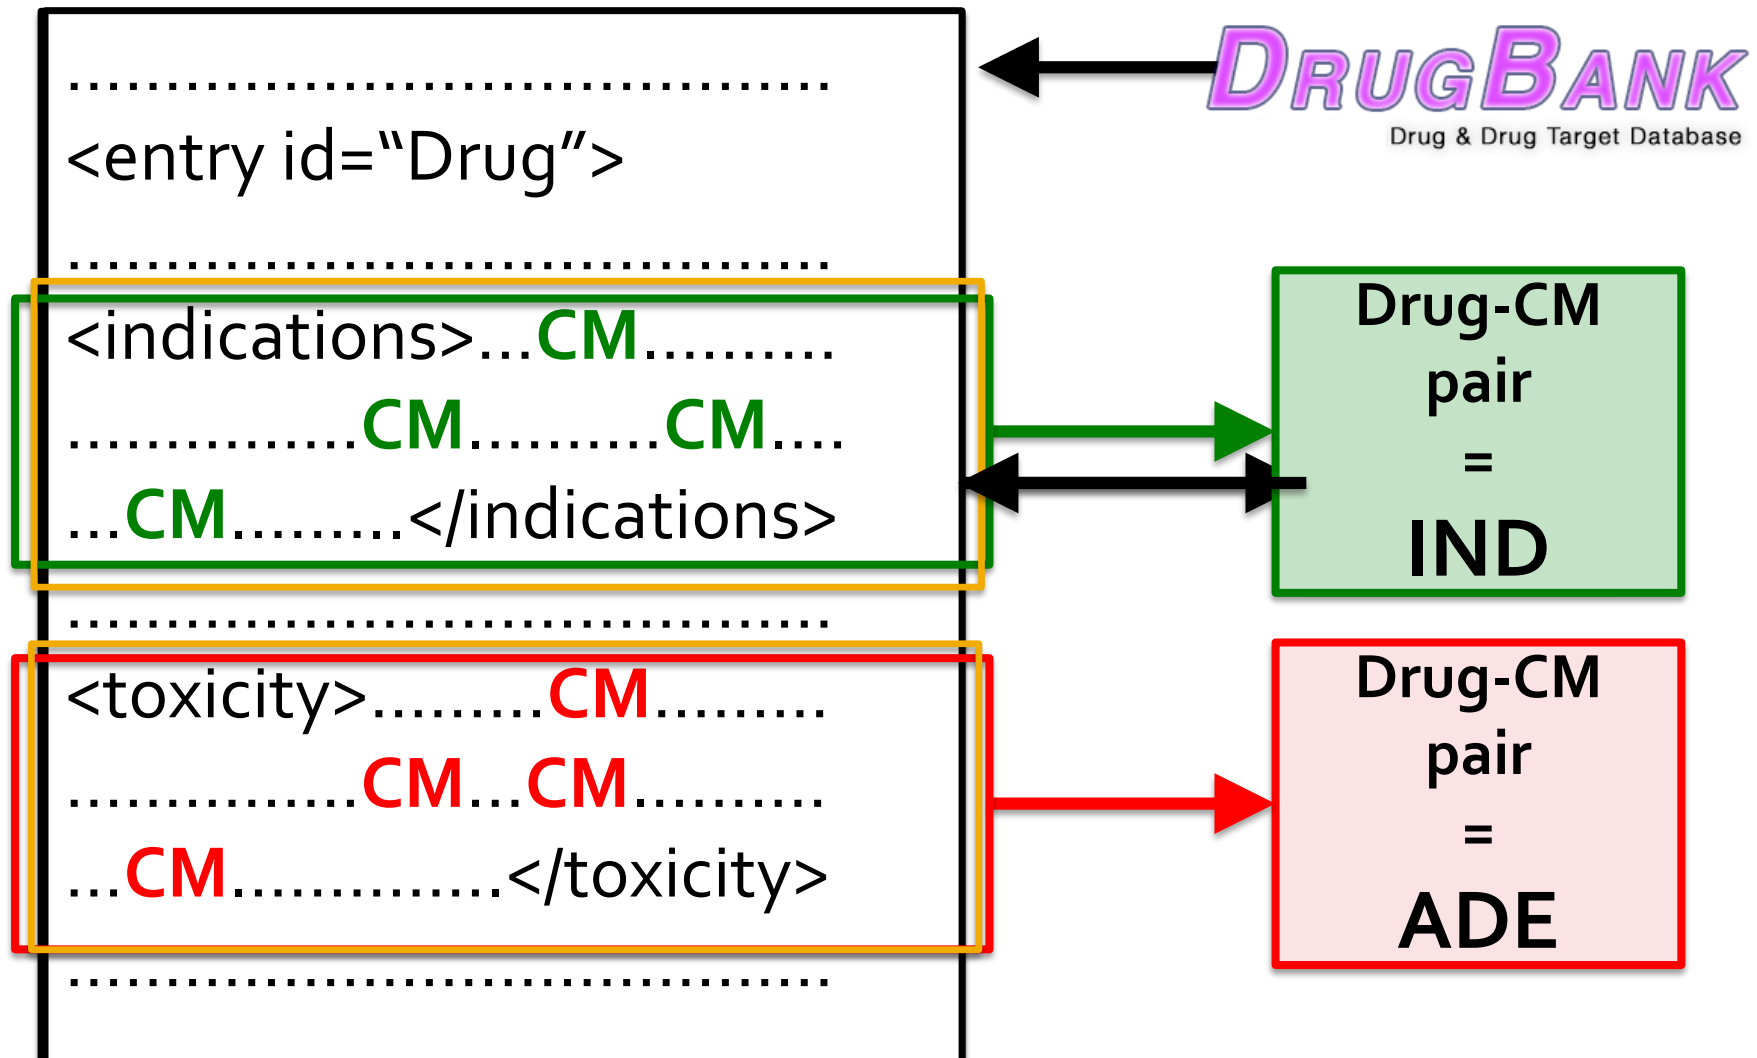 .......................................
<entry id="Drug">
.......................................
<indications>...CM..........
...............CM..........CM....
...CM.........</indications>
.......................................
<toxicity>.........CM.........
...............CM...CM..........
...CM..............</toxicity>
.......................................
DRUGBANK
Drug & Drug Target Database
Drug-CM
pair
=
IND
Drug-CM
pair
=
ADE